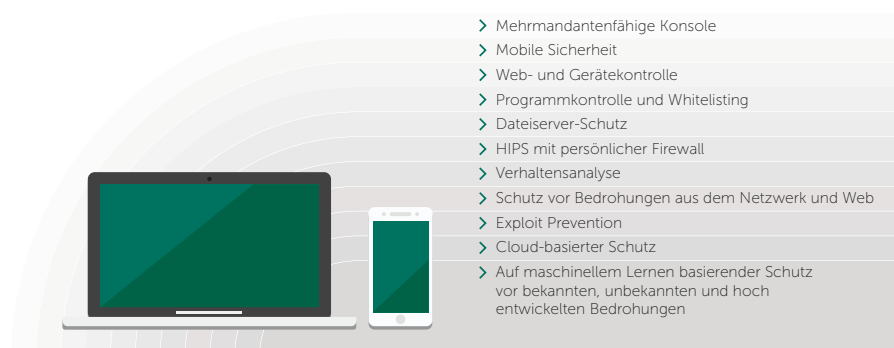 Mehrmandantenfähige Konsole
Mobile Sicherheit
Web- und Gerätekontrolle
Programmkontrolle und Whitelisting
Dateiserver-Schutz
HIPS mit persönlicher Firewall
Verhaltensanalyse
Schutz vor Bedrohungen aus dem Netzwerk und Web
Exploit Prevention
Cloud-basierter Schutz
Auf maschinellem Lernen basierender Schutz
vor bekannten, unbekannten und hoch
entwickelten Bedrohungen